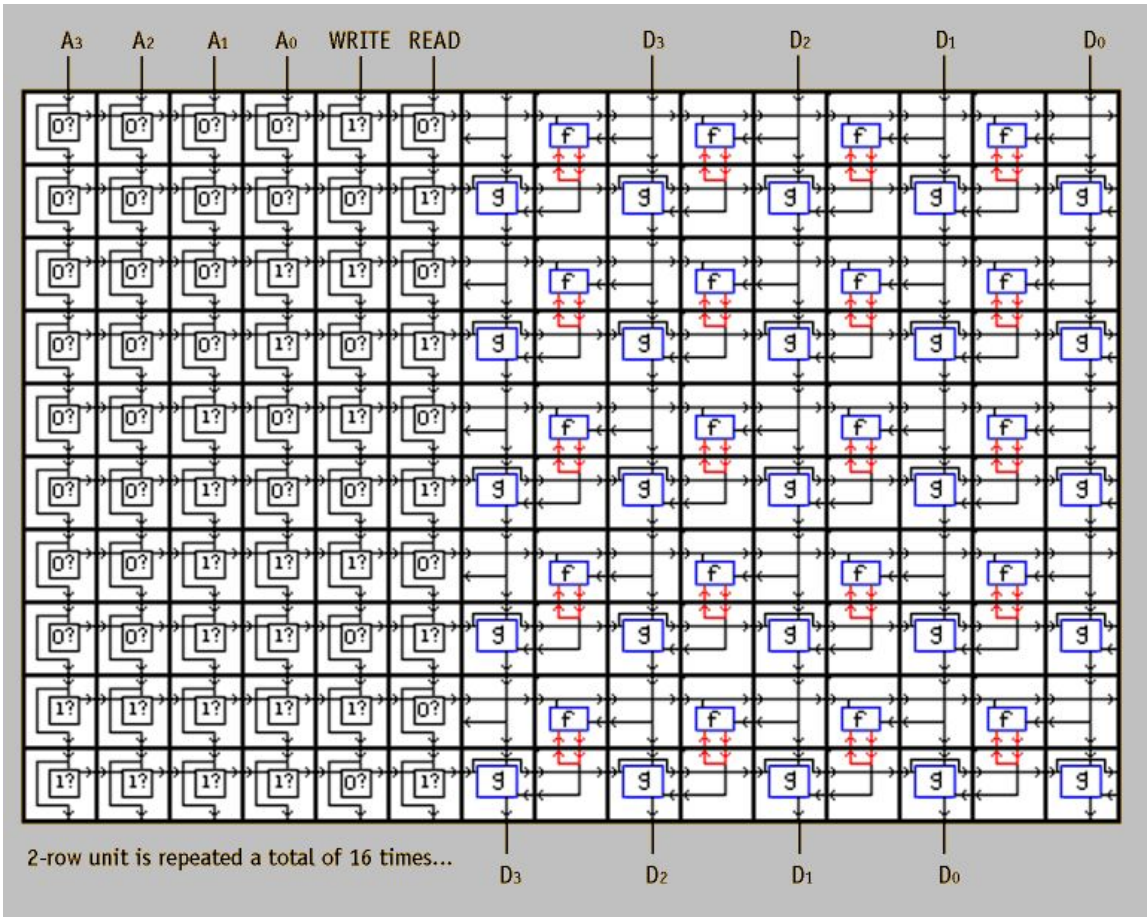 A3 A2 A1 A0 WRITE READ D3 D2 D1 D0
0? 0? 0? 0? 1? 0? f f f f
0? 0? 0? 0? 0? 1? g g g g g
0? 0? 0? 1? 1? 0? f f f f
0? 0? 0? 1? 0? 1? g g g g g
0? 0? 1? 0? 1? 0? f f f f
0? 0? 1? 0? 0? 1? g g g g g
0? 0? 1? 1? 1? 0? f f f f
0? 0? 1? 1? 0? 1? g g g g g
1? 1? 1? 1? 1? 0? f f f f
1? 1? 1? 1? 0? 1? g g g g g
2-row unit is repeated a total of 16 times...
D3 D2 D1 D0